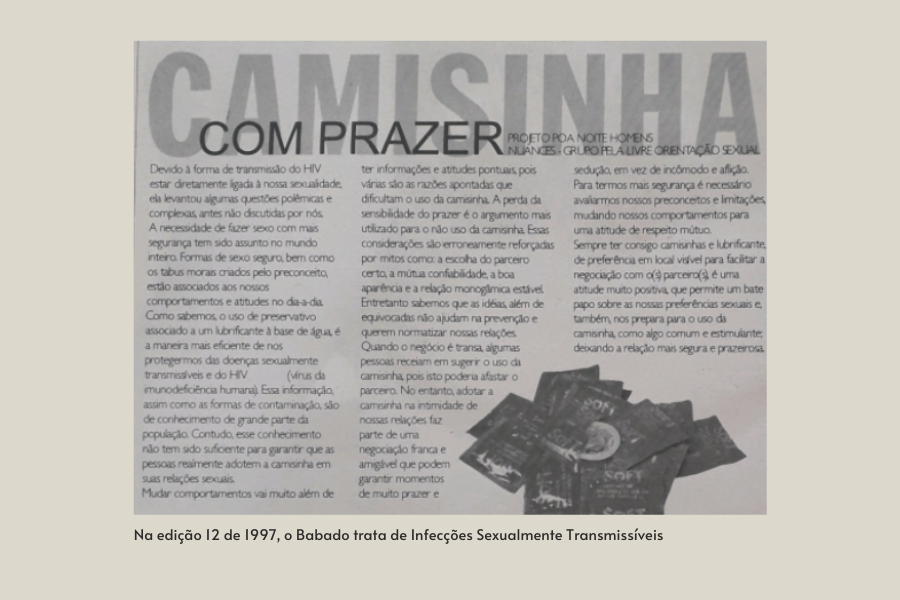 CAMISINHA
COM PRAZER
PROJETO POA NOITE HOMENS
NUANCES - GRUPO PELA LIVRE ORIENTAÇÃO SEXUAL
Devido à forma de transmissão do HIV
estar diretamente ligada à nossa sexualidade,
ela levantou algumas questões polêmicas e
complexas, antes não discutidas por nós.
A necessidade de fazer sexo com mais
segurança tem sido assunto no mundo
inteiro. Formas de sexo seguro, bem como
os tabus morais criados pelo preconceito,
estão associados aos nossos
comportamentos e atitudes no dia-a-dia.
Como sabemos, o uso de preservativo
associado a um lubrificante à base de água, é
a maneira mais eficiente de nos
protegermos das doenças sexualmente
transmissíveis e do HIV (vírus da
imunodeficiência humana). Essa informação,
assim como as formas de contaminação, são
de conhecimento de grande parte da
população. Contudo, esse conhecimento
não tem sido suficiente para garantir que as
pessoas realmente adotem a camisinha em
suas relações sexuais.
Mudar comportamentos vai muito além de
ter informações e atitudes pontuais, pois
várias são as razões apontadas que
dificultam o uso da camisinha. A perda da
sensibilidade do prazer é o argumento mais
utilizado para o não uso da camisinha. Essas
considerações são erroneamente reforçadas
por mitos como: a escolha do parceiro
certo, a mútua confiabilidade, a boa
aparência e a relação monogâmica estável.
Entretanto sabemos que as idéias, além de
equivocadas não ajudam na prevenção e
querem normatizar nossas relações.
Quando o negócio é transa, algumas
pessoas receiam em sugerir o uso da
camisinha, pois isto poderia afastar o
parceiro. No entanto, adotar a
camisinha na intimidade de
nossas relações faz
parte de uma
negociação franca e
amigável que podem
garantir momentos
de muito prazer e
sedução, em vez de incômodo e aflição.
Para termos mais segurança é necessário
avaliarmos nossos preconceitos e limitações,
mudando nossos comportamentos para
uma atitude de respeito mútuo.
Sempre ter consigo camisinhas e lubrificante,
de preferência em local visível para facilitar a
negociação com o(s) parceiro(s), é uma
atitude muito positiva, que permite um bate
papo sobre as nossas preferências sexuais e,
também, nos prepara para o uso da
camisinha, como algo comum e estimulante;
deixando a relação mais segura e prazeirosa.
SOFT
SOFT
SOFT
Na edição 12 de 1997, o Babado trata de Infecções Sexualmente Transmissíveis